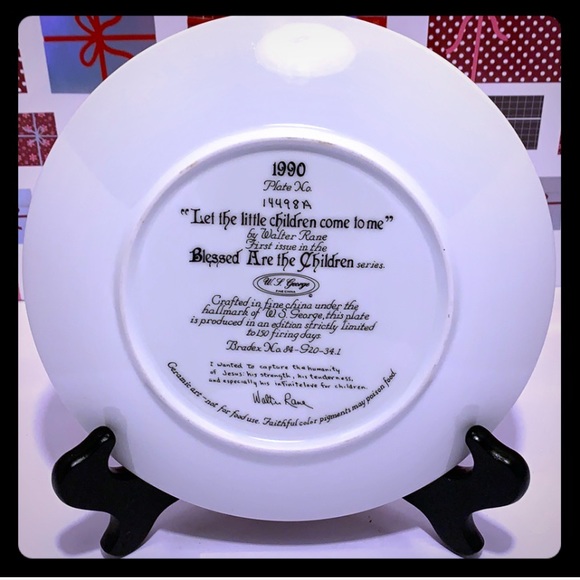 1990
Plate No.
14498A
"Let the little children come to me"
by Walter Rane
First issue in the
Blessed Are the Children series.
W. S. George
FINE CHINA
Crafted in fine china under the
hallmark of W. S. George, this plate
is produced in an edition strictly limited
to 150 firing days.
Bradex No. 84-G20-34.1
I wanted to capture the humanity
of Jesus: his strength, his tenderness,
and especially his infinite love for children.
Walter Rane
Ceramic art - not for food use. Faithful color pigments may poison food.